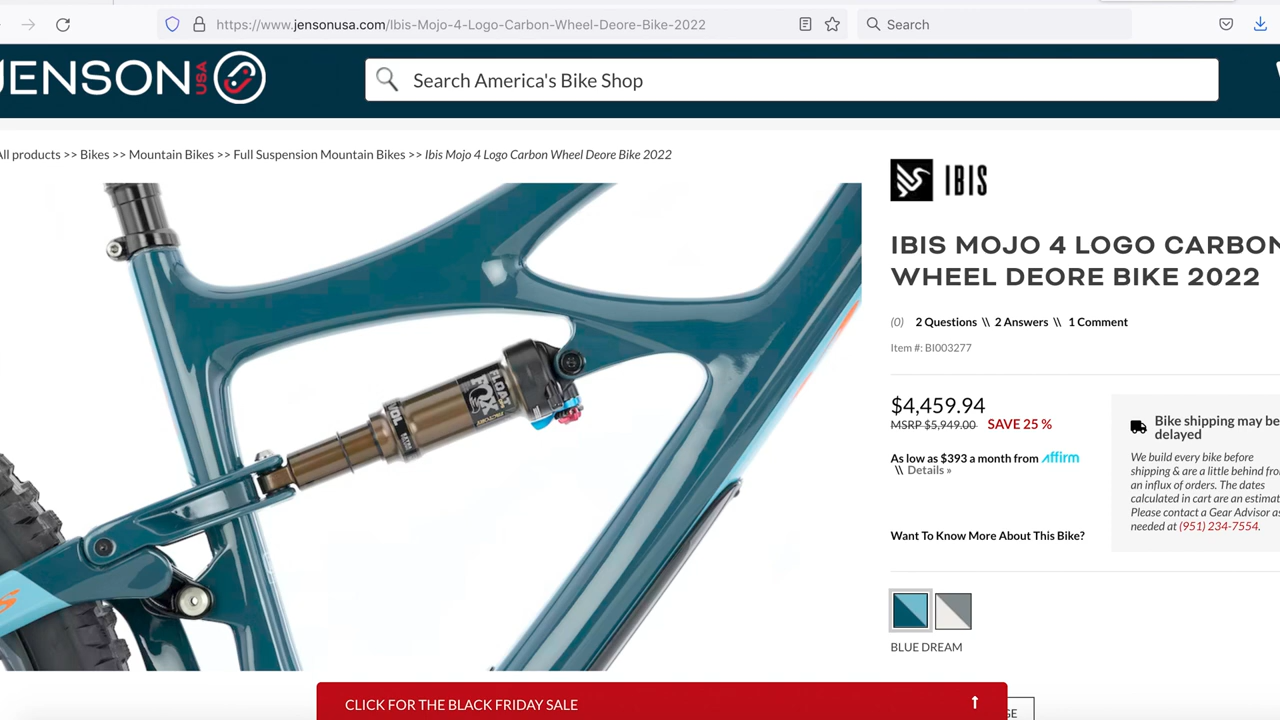 https://www.jensonusa.com/Ibis-Mojo-4-Logo-Carbon-Wheel-Deore-Bike-2022
Search
JENSON USA
Search America's Bike Shop
All products >> Bikes >> Mountain Bikes >> Full Suspension Mountain Bikes >> Ibis Mojo 4 Logo Carbon Wheel Deore Bike 2022
IBIS
IBIS MOJO 4 LOGO CARBON
WHEEL DEORE BIKE 2022
(0) 2 Questions \\ 2 Answers \\ 1 Comment
Item #: BI003277
$4,459.94
MSRP $5,949.00 SAVE 25 %
As low as $393 a month from affirm
\\ Details »
Want To Know More About This Bike?
Bike shipping may be
delayed
We build every bike before
shipping & are a little behind fro
an influx of orders. The dates
calculated in cart are an estimat
Please contact a Gear Advisor as
needed at (951) 234-7554.
FLOAT
FOX
BLUE DREAM
CLICK FOR THE BLACK FRIDAY SALE
GE